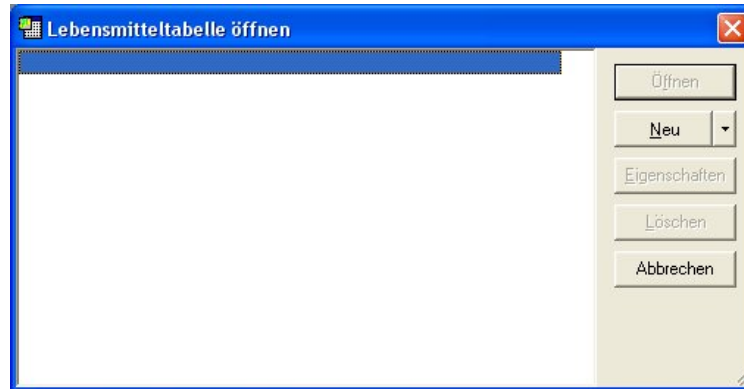 Lebensmitteltabelle öffnen
Öffnen
Neu
Eigenschaften
Löschen
Abbrechen